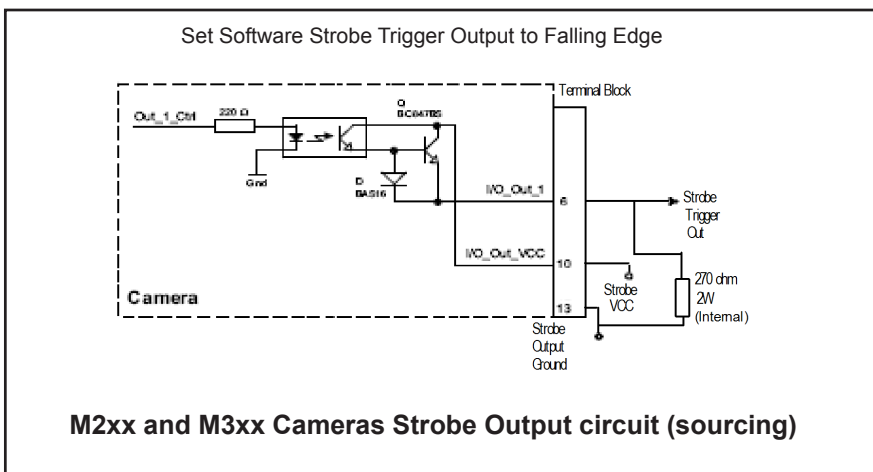 Set Software Strobe Trigger Output to Falling Edge
Terminal Block
Q
BC847BS
Out_1_Ctrl
220 Ω
Gnd
D
BAS16
I/O_Out_1
6
Strobe
Trigger
Out
I/O_Out_VCC
10
Strobe
VCC
270 ohm
2W
(Internal)
Camera
13
Strobe
Output
Ground
M2xx and M3xx Cameras Strobe Output circuit (sourcing)